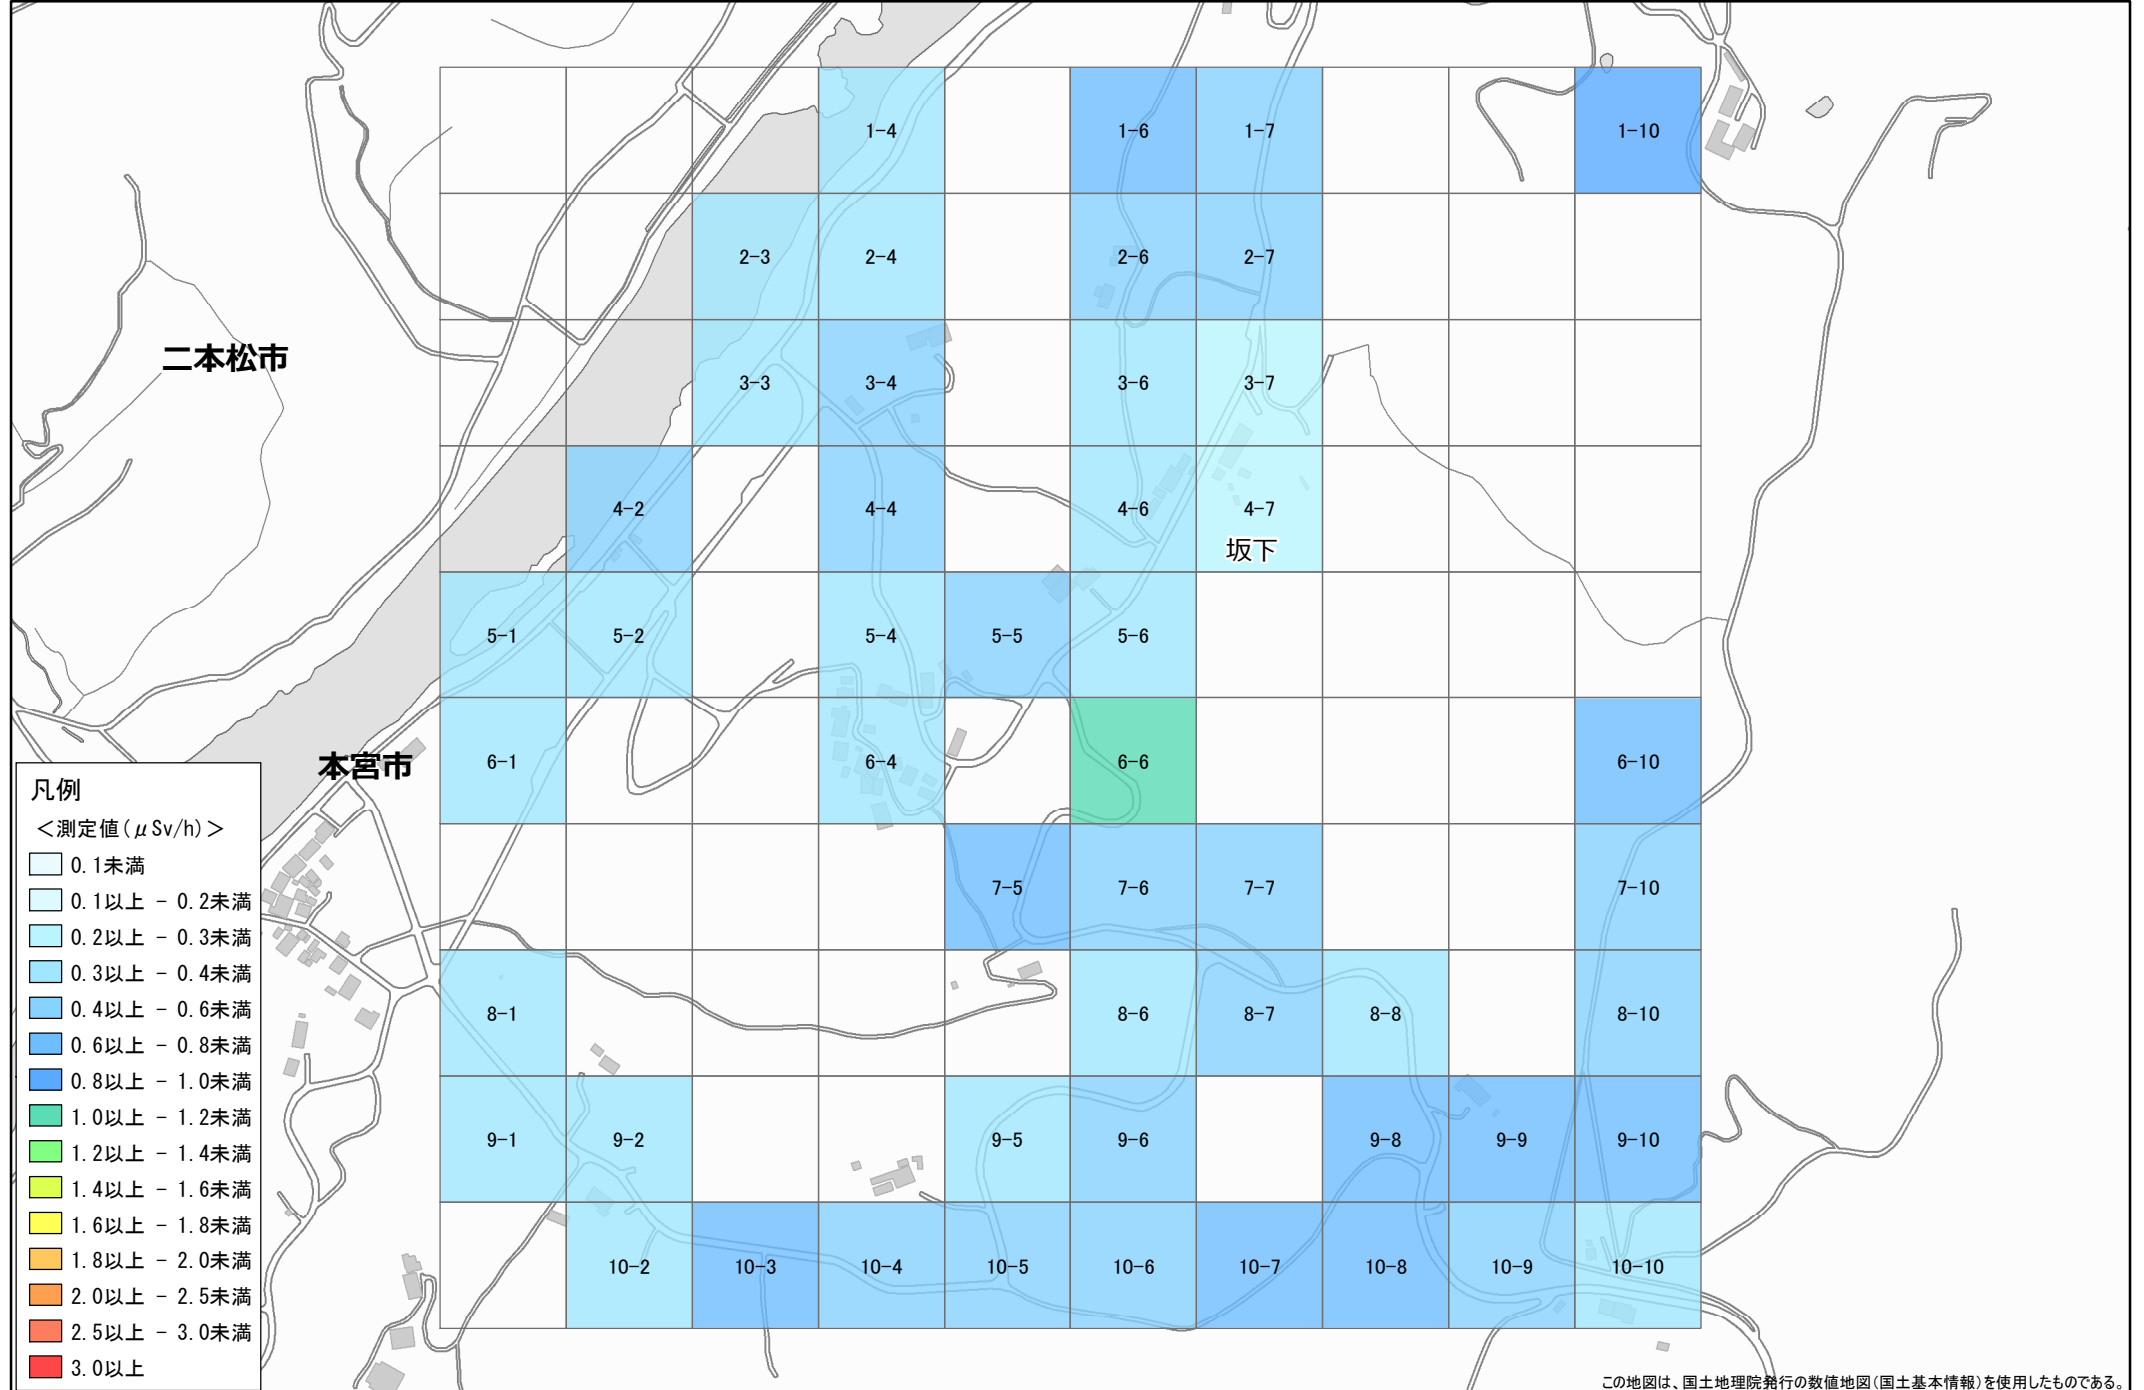 1-4 1-6 1-7 1-10
2-3 2-4 2-6 2-7
二本松市
3-3 3-4 3-6 3-7
4-2 4-4 4-6 4-7
坂下
5-1 5-2 5-4 5-5 5-6
6-1 6-4 6-6 6-10
本宮市
7-5 7-6 7-7 7-10
8-1 8-6 8-7 8-8 8-10
9-1 9-2 9-5 9-6 9-8 9-9 9-10
10-2 10-3 10-4 10-5 10-6 10-7 10-8 10-9 10-10
凡例
<測定値(μSv/h)>
0.1未満
0.1以上 - 0.2未満
0.2以上 - 0.3未満
0.3以上 - 0.4未満
0.4以上 - 0.6未満
0.6以上 - 0.8未満
0.8以上 - 1.0未満
1.0以上 - 1.2未満
1.2以上 - 1.4未満
1.4以上 - 1.6未満
1.6以上 - 1.8未満
1.8以上 - 2.0未満
2.0以上 - 2.5未満
2.5以上 - 3.0未満
3.0以上
この地図は、国土地理院発行の数値地図(国土基本情報)を使用したものである。